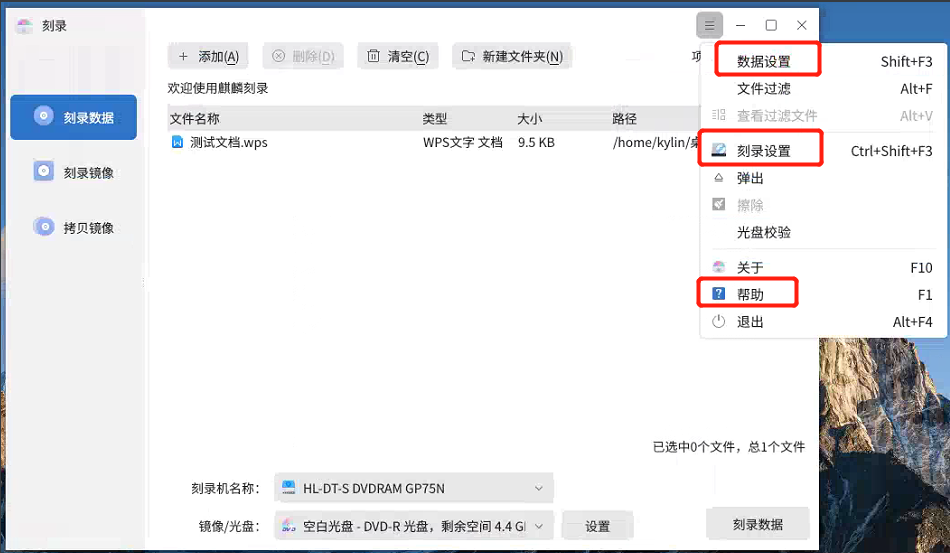 刻录
添加(A) 删除(D) 清空(C) 新建文件夹(N)
欢迎使用麒麟刻录
文件名称 类型 大小 路径
测试文档.wps WPS文字 文档 9.5 KB /home/kylin/
刻录数据
刻录镜像
拷贝镜像
数据设置 Shift+F3
文件过滤 Alt+F
查看过滤文件 Alt+V
刻录设置 Ctrl+Shift+F3
弹出
擦除
光盘校验
关于 F10
帮助 F1
退出 Alt+F4
已选中0个文件，总1个文件
刻录机名称： HL-DT-S DVDRAM GP75N
镜像/光盘： 空白光盘 - DVD-R 光盘，剩余空间 4.4 G 设置 刻录数据